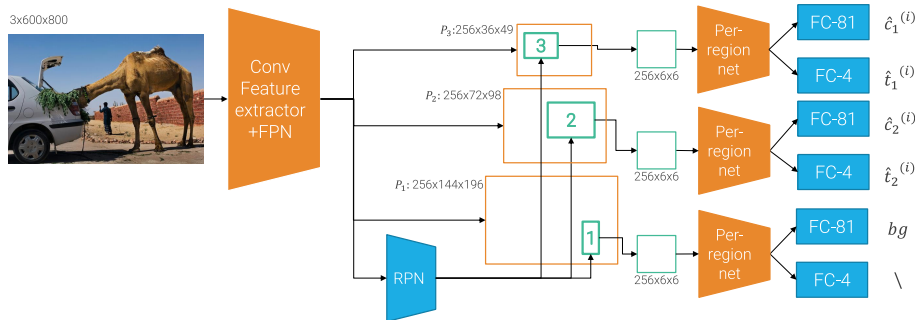 3x600x800
Conv
Feature
extractor
+FPN
RPN
P₃:256x36x49
3
P₂: 256x72x98
2
P₁: 256x144x196
1
256x6x6
Per-
region
net
FC-81
ĉ₁⁽ⁱ⁾
FC-4
t̂₁⁽ⁱ⁾
256x6x6
Per-
region
net
FC-81
ĉ₂⁽ⁱ⁾
FC-4
t̂₂⁽ⁱ⁾
256x6x6
Per-
region
net
FC-81
bg
FC-4
\